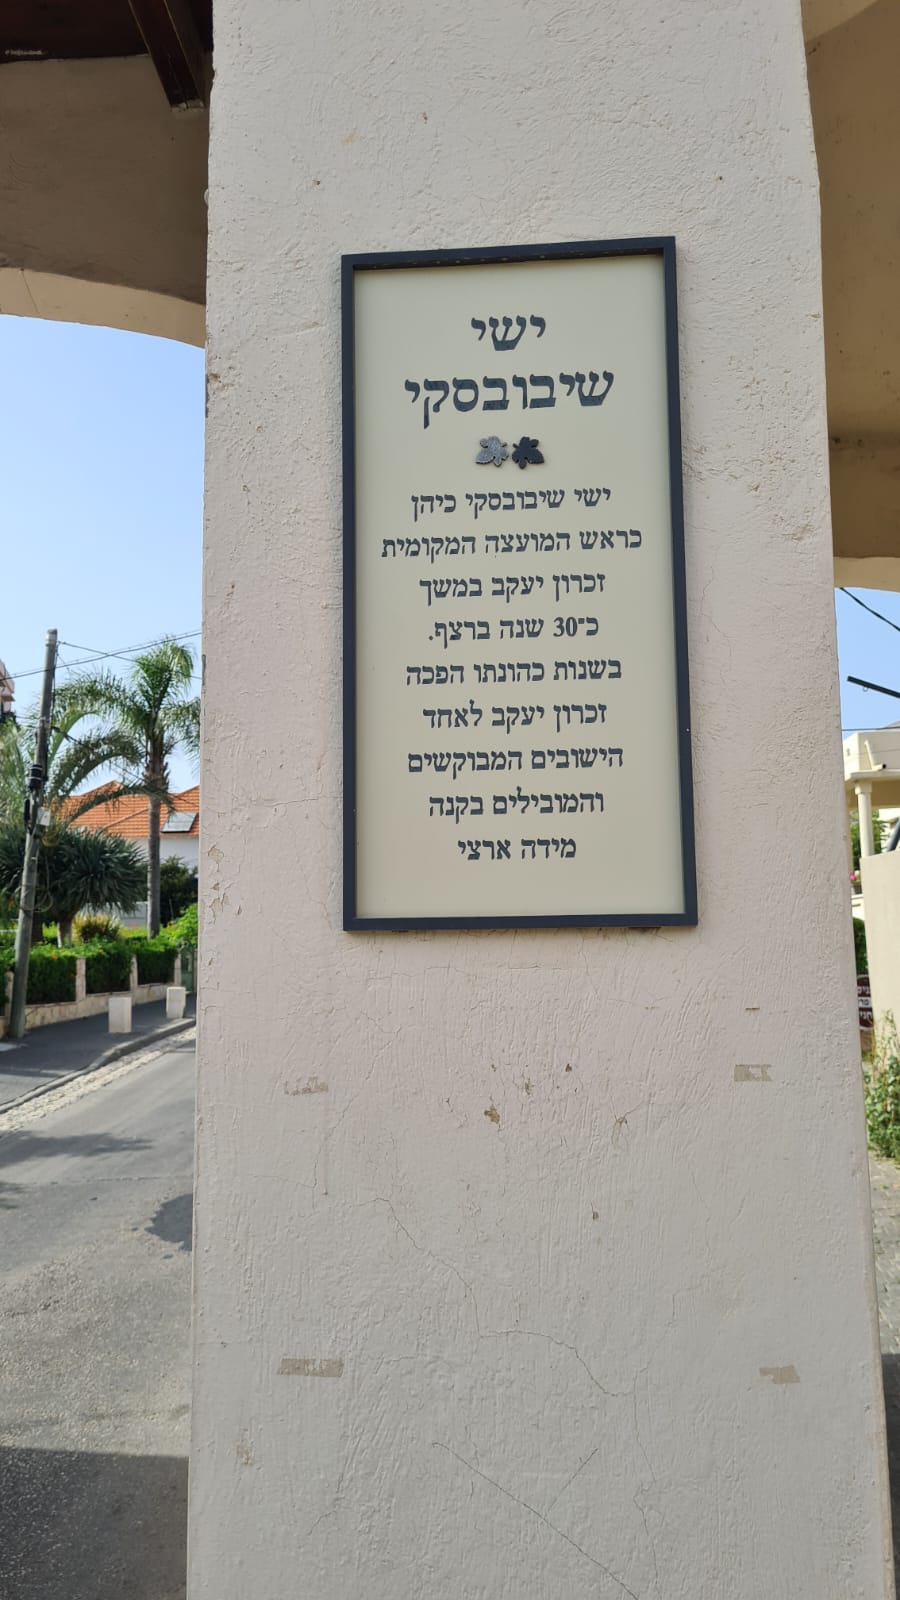 ישי
שיבובסקי
ישי שיבובסקי כיהן
כראש המועצה המקומית
זכרון יעקב במשך
כ־30 שנה ברצף.
בשנות כהונתו הפכה
זכרון יעקב לאחד
הישובים המבוקשים
והמובילים בקנה
מידה ארצי